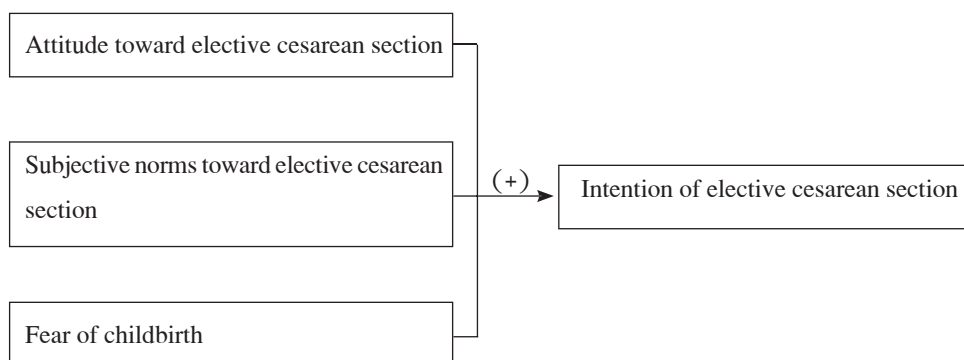 Attitude toward elective cesarean section
Subjective norms toward elective cesarean
section
(+)
Intention of elective cesarean section
Fear of childbirth